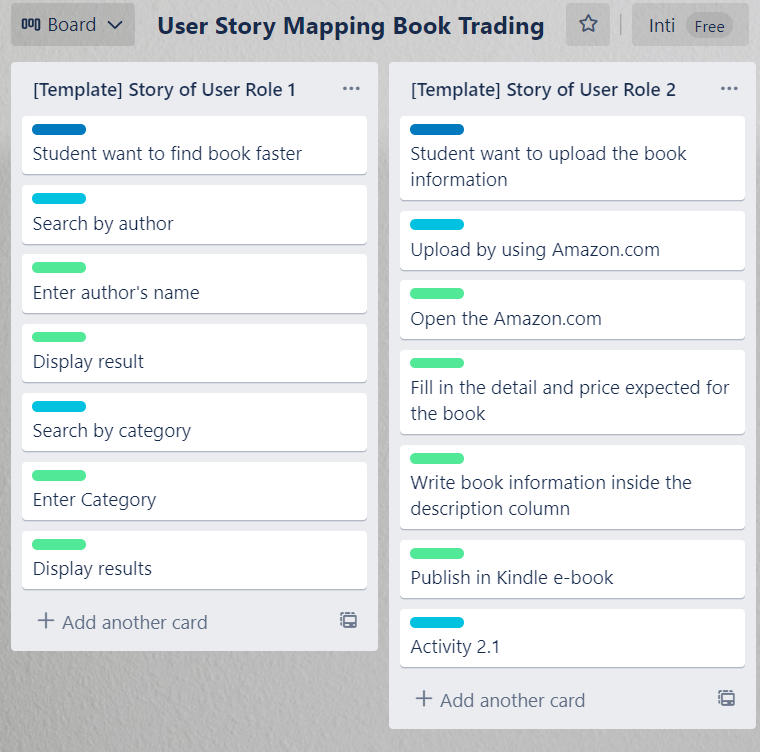 Board
User Story Mapping Book Trading
Inti Free
[Template] Story of User Role 1
Student want to find book faster
Search by author
Enter author's name
Display result
Search by category
Enter Category
Display results
Add another card
[Template] Story of User Role 2
Student want to upload the book
information
Upload by using Amazon.com
Open the Amazon.com
Fill in the detail and price expected for
the book
Write book information inside the
description column
Publish in Kindle e-book
Activity 2.1
Add another card